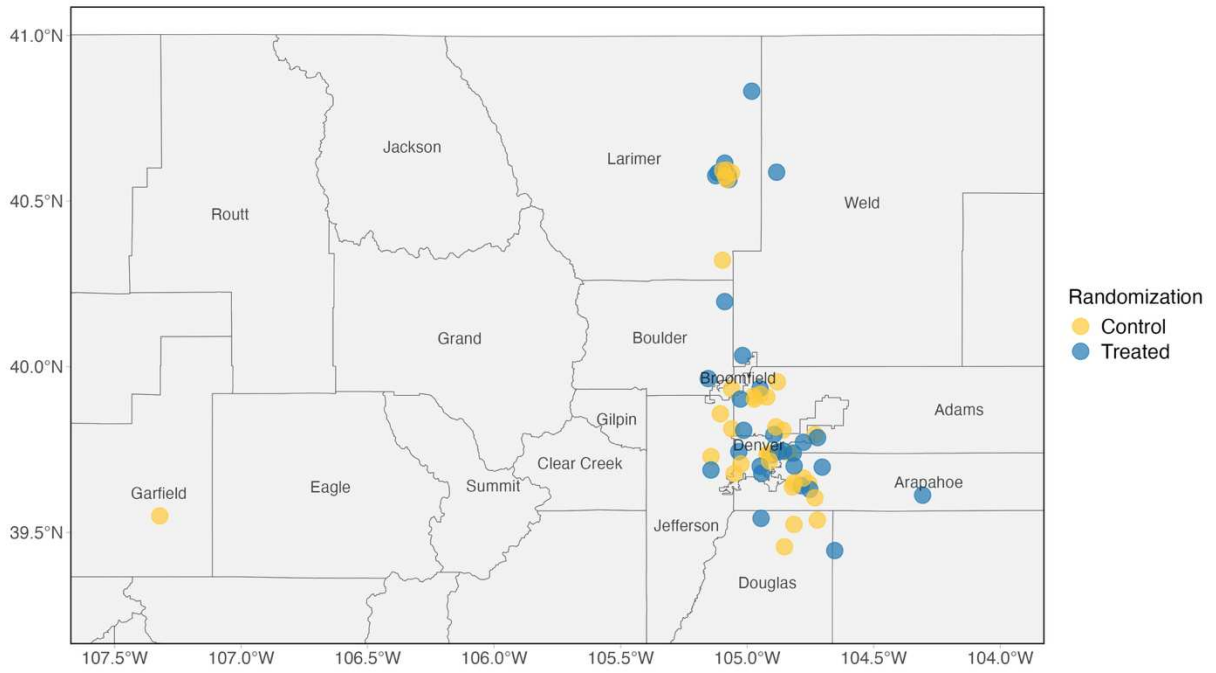 41.0°N
40.5°N
40.0°N
39.5°N
Jackson
Larimer
Routt
Weld
Grand
Boulder
Broomfield
Gilpin
Adams
Denver
Clear Creek
Garfield
Eagle
Summit
Arapahoe
Jefferson
Douglas
107.5°W 107.0°W 106.5°W 106.0°W 105.5°W 105.0°W 104.5°W 104.0°W
Randomization
Control
Treated